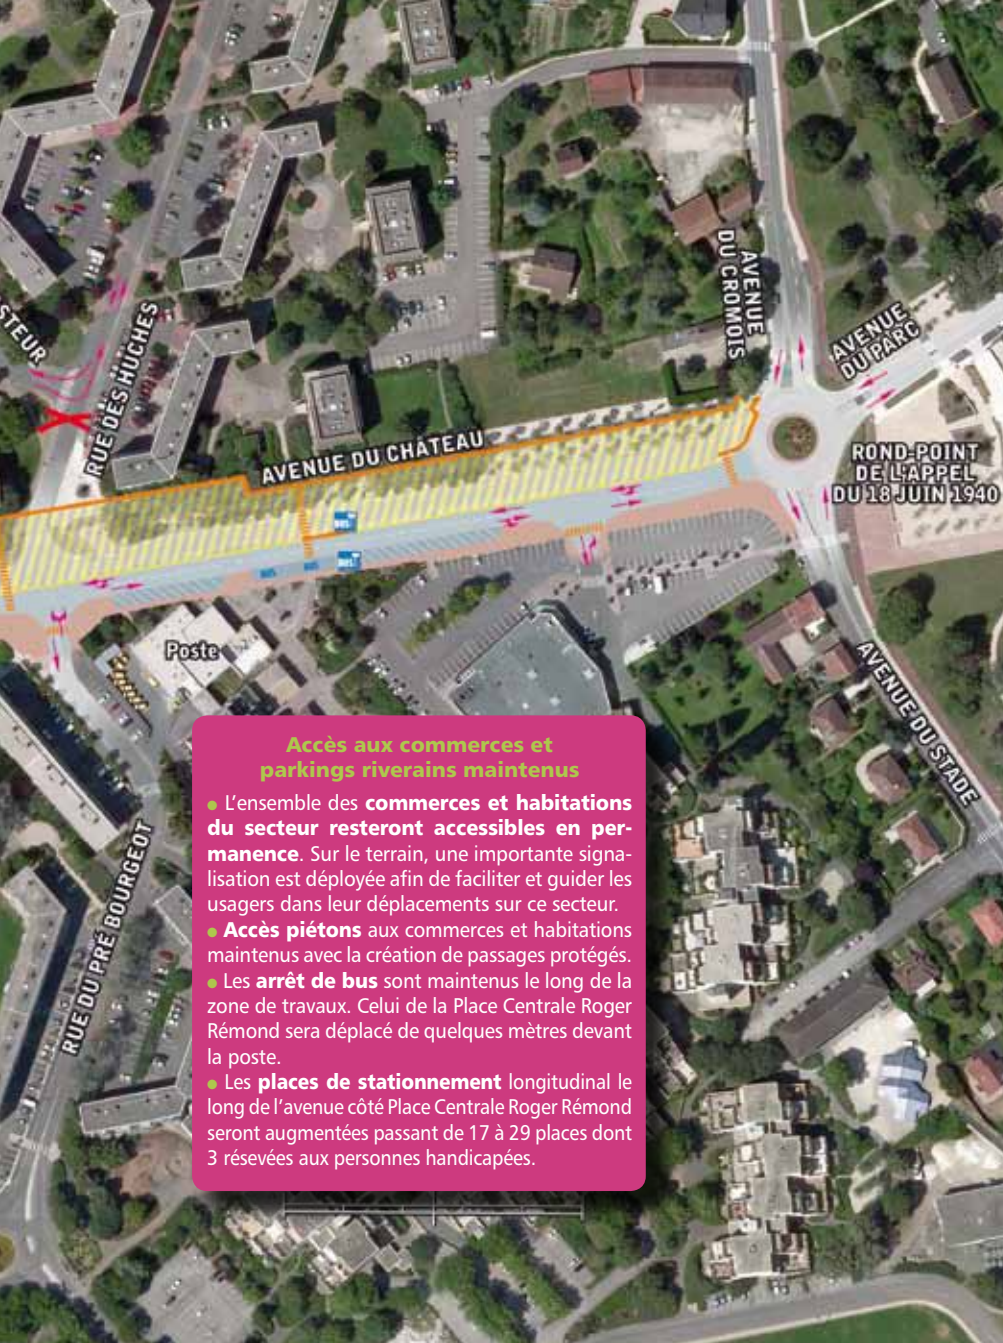 AVENUE
DU CROMOIS
AVENUE
DU PARC
STEUR
RUE DES HUCHES
AVENUE DU CHÂTEAU
ROND-POINT
DE L'APPEL
DU 18 JUIN 1940
BUS
BUS
BUS
BUS
Poste
AVENUE DU STADE
RUE DU PRÉ BOURGEOT
Accès aux commerces et
parkings riverains maintenus
● L'ensemble des commerces et habitations
du secteur resteront accessibles en per-
manence. Sur le terrain, une importante signa-
lisation est déployée afin de faciliter et guider les
usagers dans leur déplacements sur ce secteur.
● Accès piétons aux commerces et habitations
maintenus avec la création de passages protégés.
● Les arrêt de bus sont maintenus le long de la
zone de travaux. Celui de la Place Centrale Roger
Rémond sera déplacé de quelques mètres devant
la poste.
● Les places de stationnement longitudinal le
long de l'avenue côté Place Centrale Roger Rémond
seront augmentées passant de 17 à 29 places dont
3 résevées aux personnes handicapées.